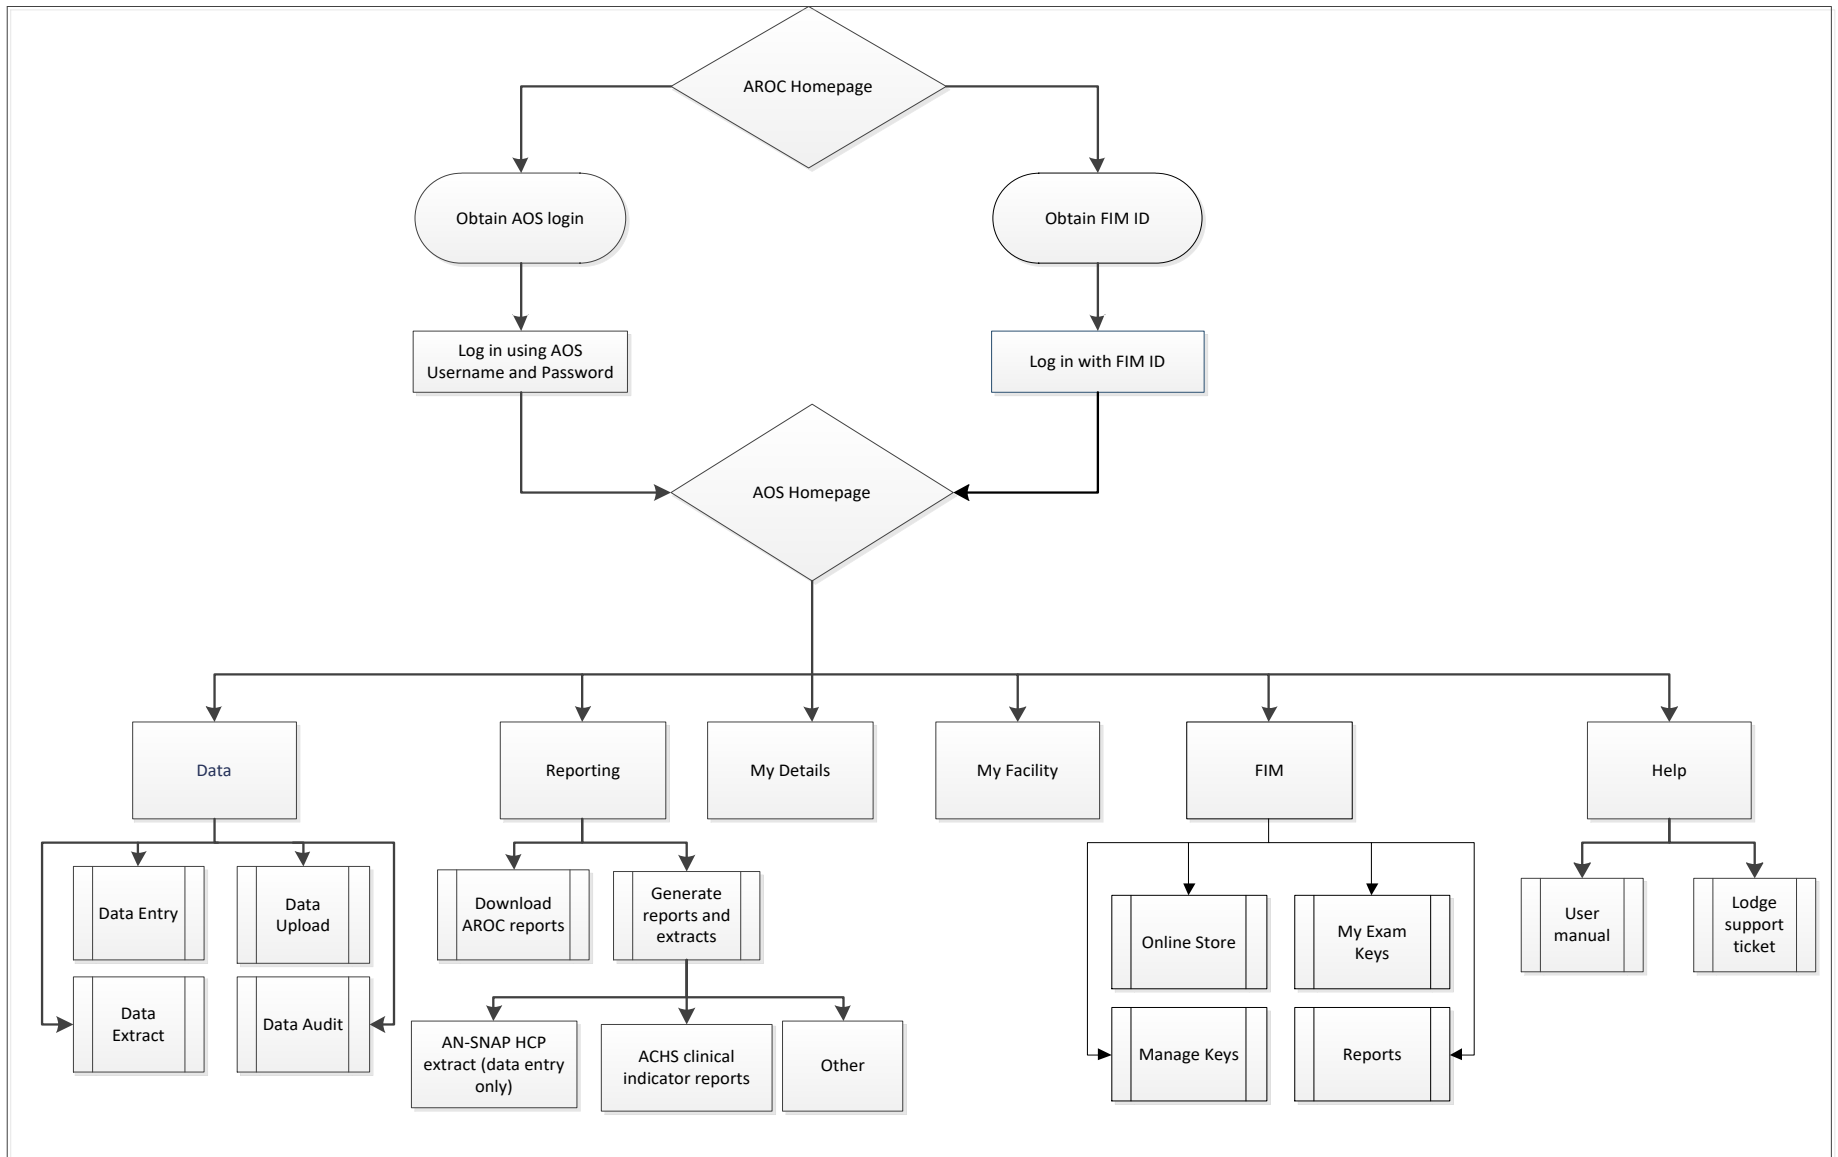 AROC Homepage
Obtain AOS login
Obtain FIM ID
Log in using AOS
Username and Password
Log in with FIM ID
AOS Homepage
Data
Reporting
My Details
My Facility
FIM
Help
Data Entry
Data
Upload
Download
AROC reports
Generate
reports and
extracts
Online Store
My Exam
Keys
User
manual
Lodge
support
ticket
Data
Extract
Data Audit
AN-SNAP HCP
extract (data entry
only)
ACHS clinical
indicator reports
Other
Manage Keys
Reports